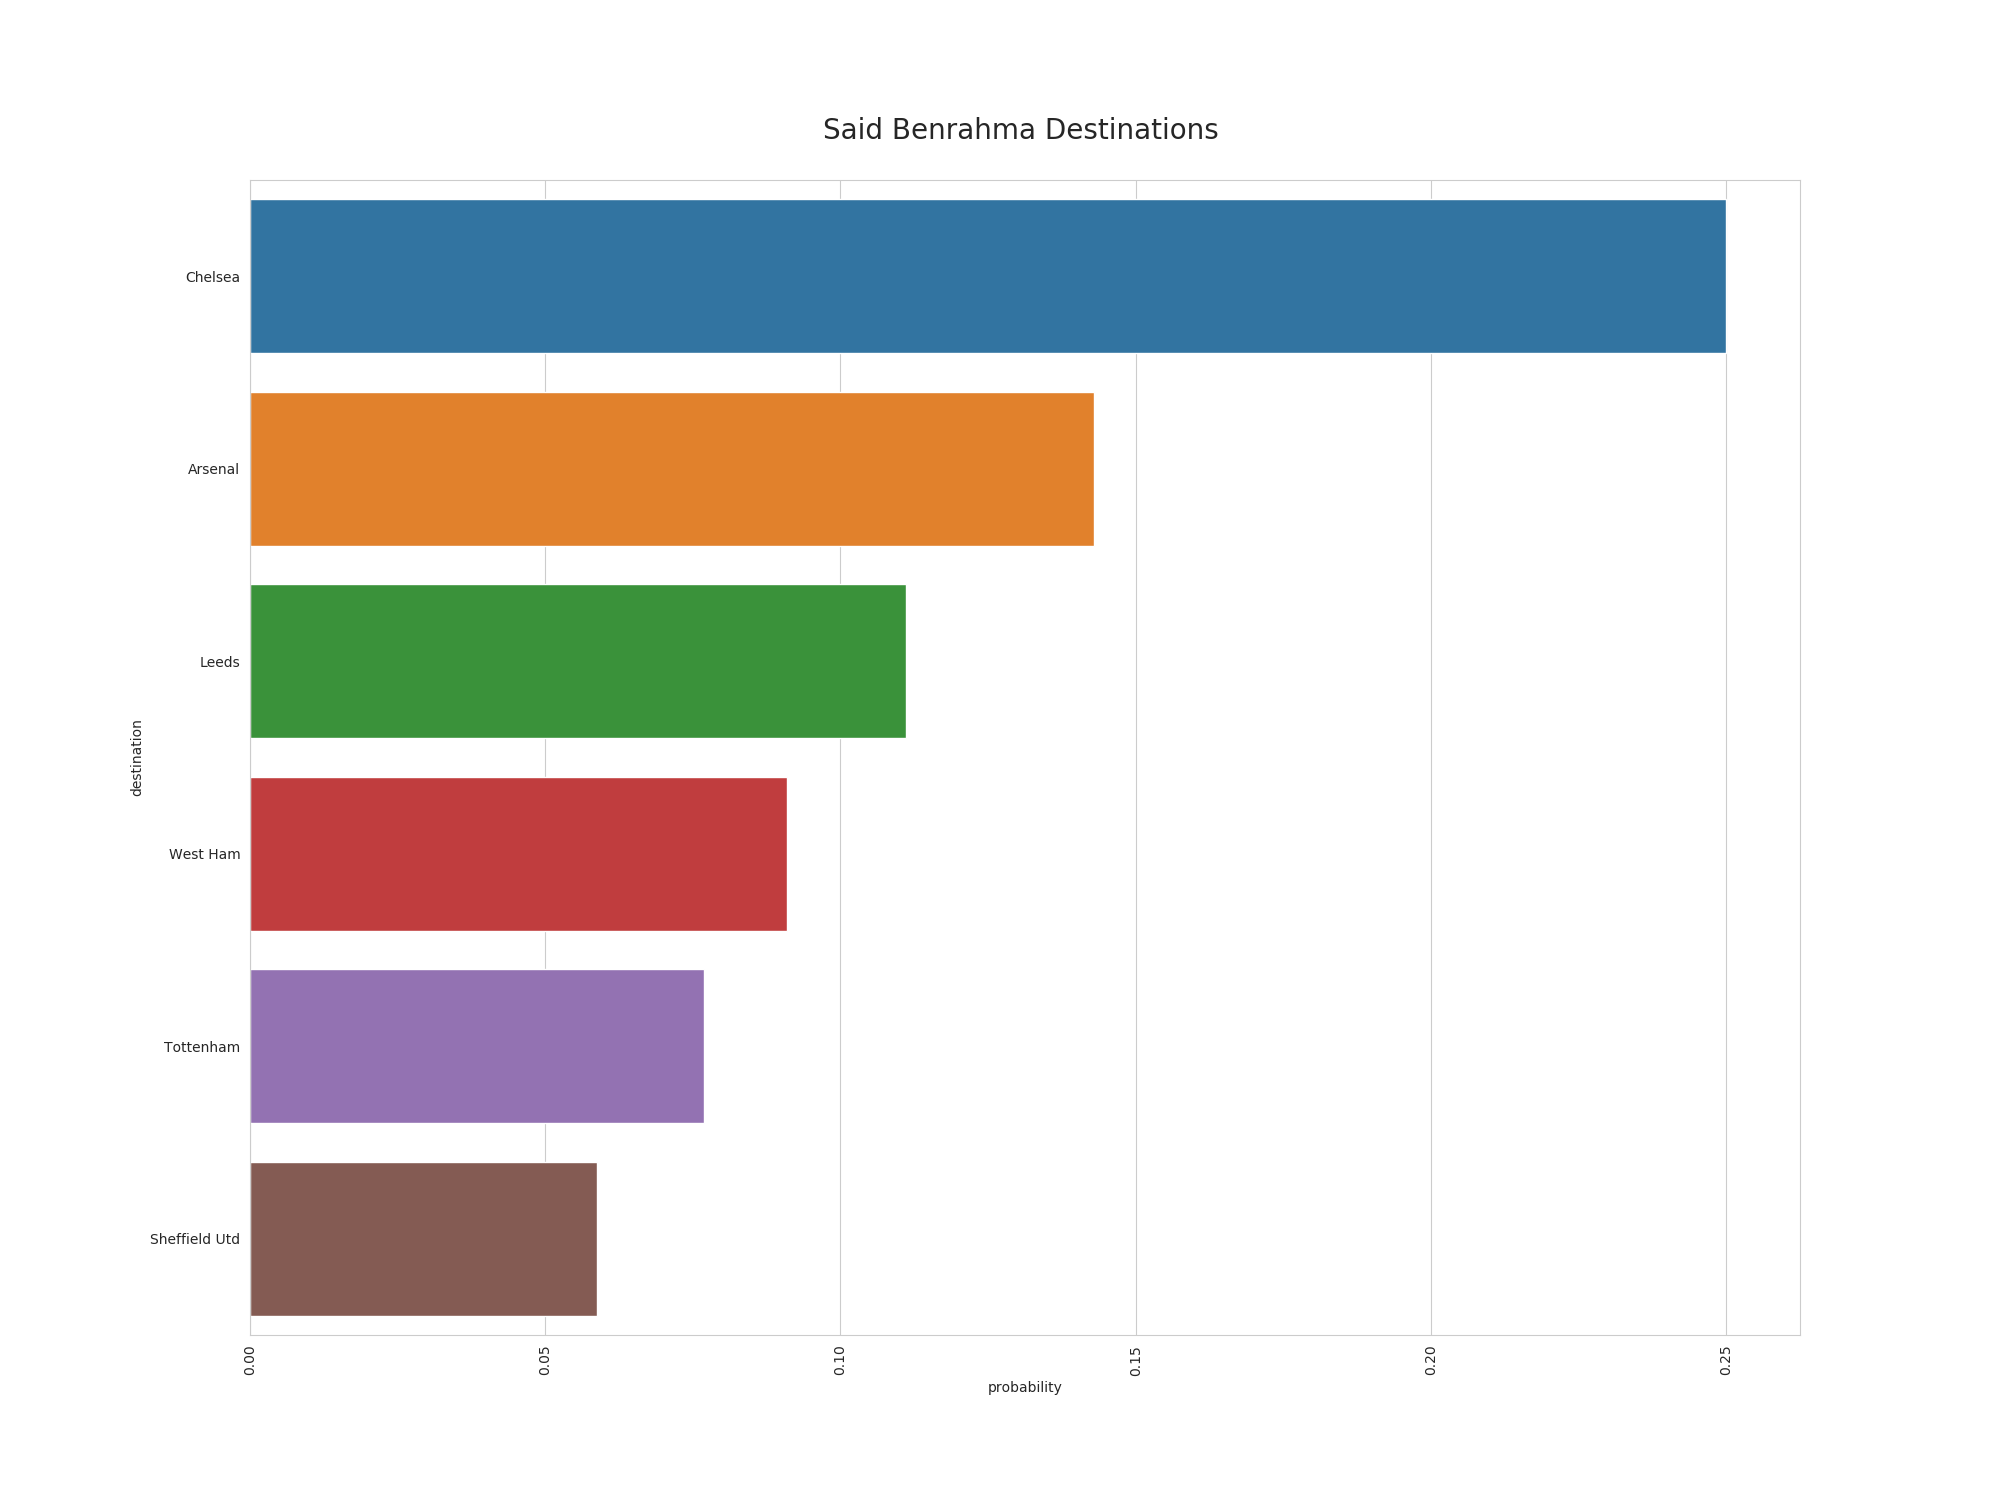 Said Benrahma Destinations
Chelsea
Arsenal
Leeds
West Ham
Tottenham
Sheffield Utd
destination
0.00
0.05
0.10
0.15
0.20
0.25
probability